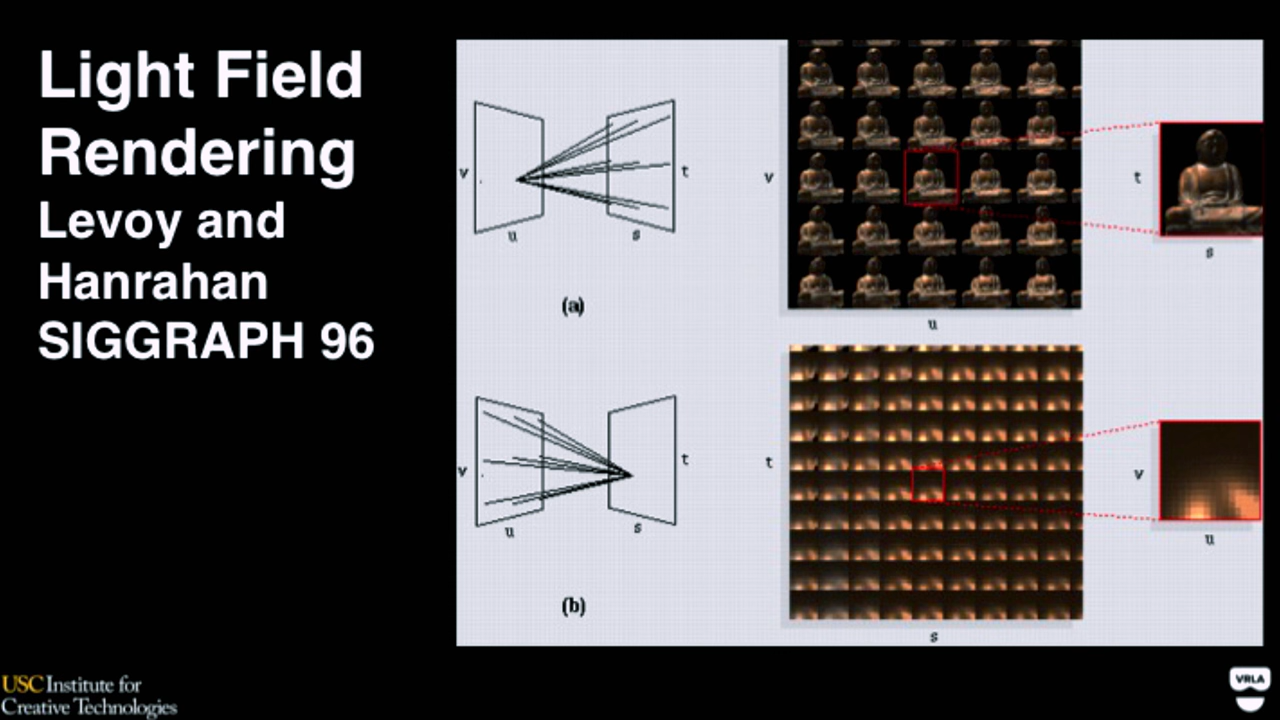 Light Field
Rendering
Levoy and
Hanrahan
SIGGRAPH 96
v
t
u
s
(a)
v
u
t
s
v
t
u
s
(b)
t
s
v
u
USC Institute for
Creative Technologies
VRLA